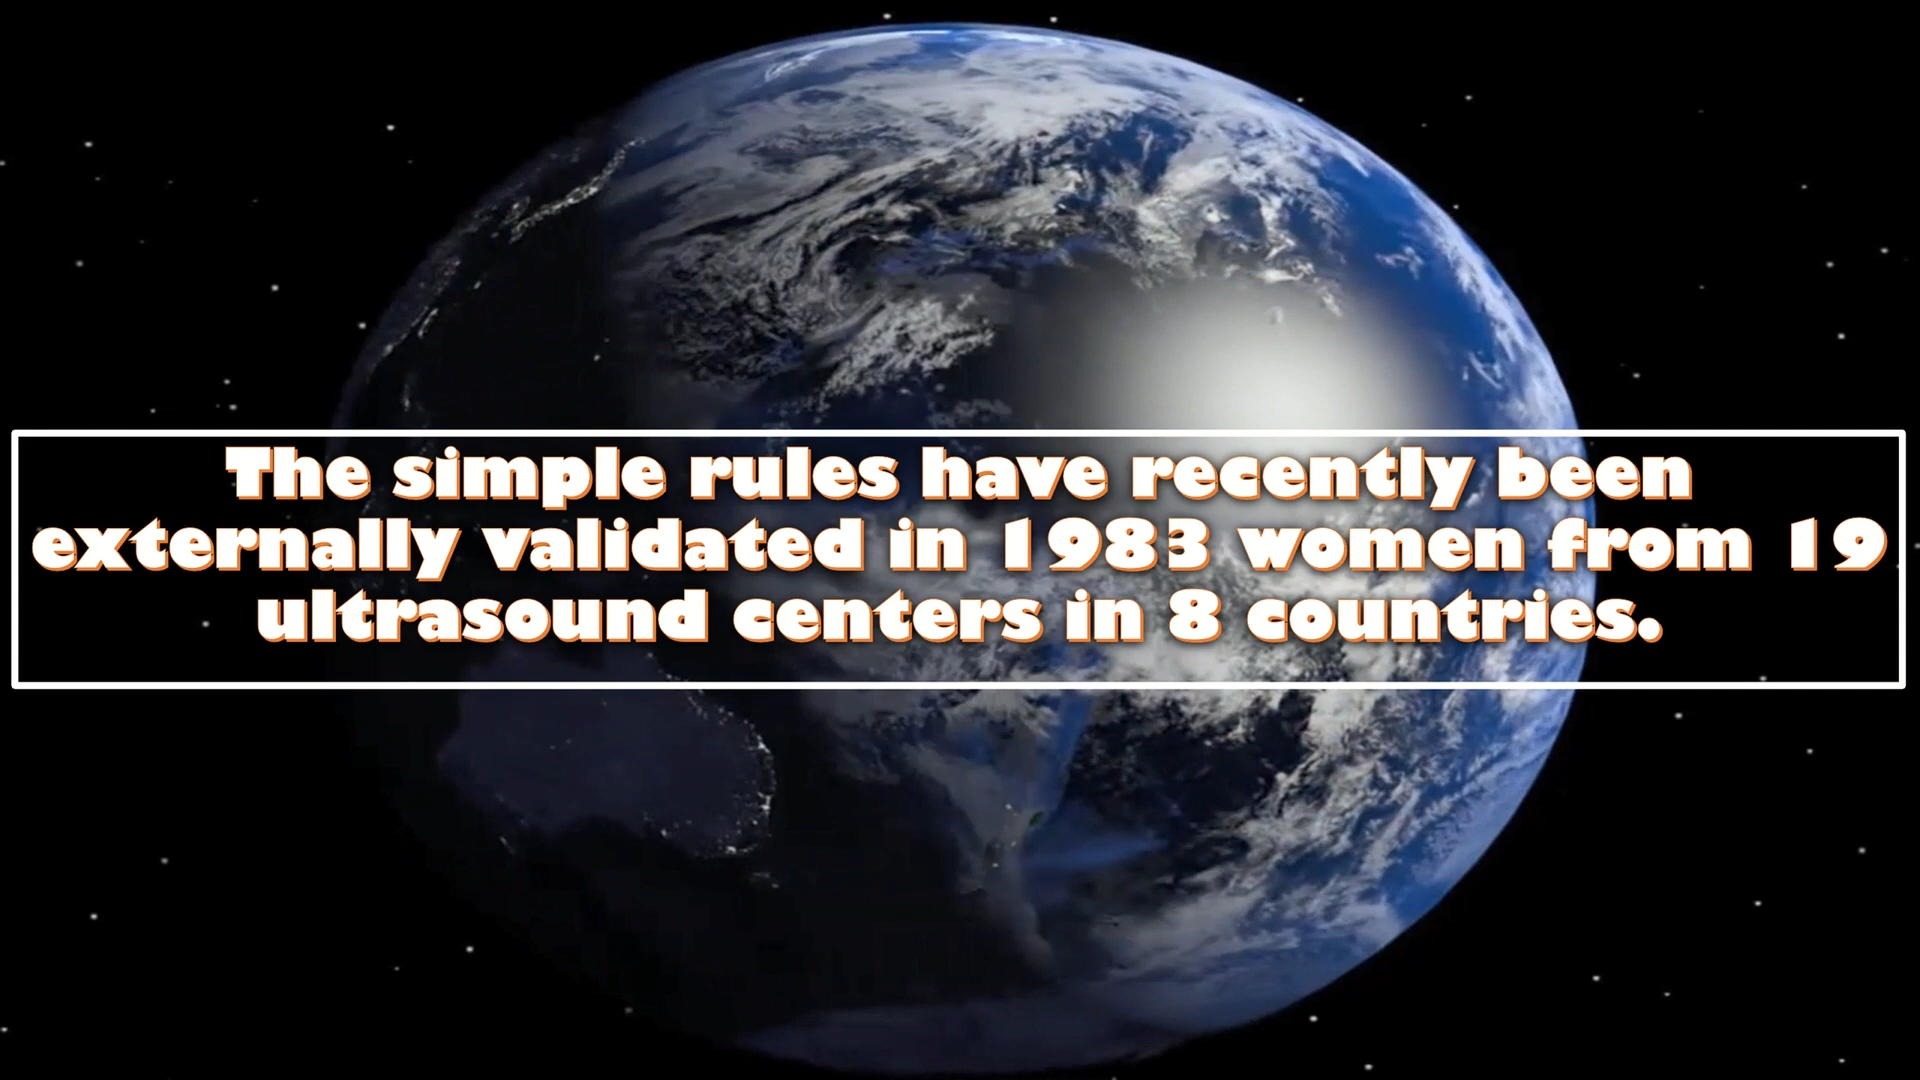 The simple rules have recently been
externally validated in 1983 women from 19
ultrasound centers in 8 countries.